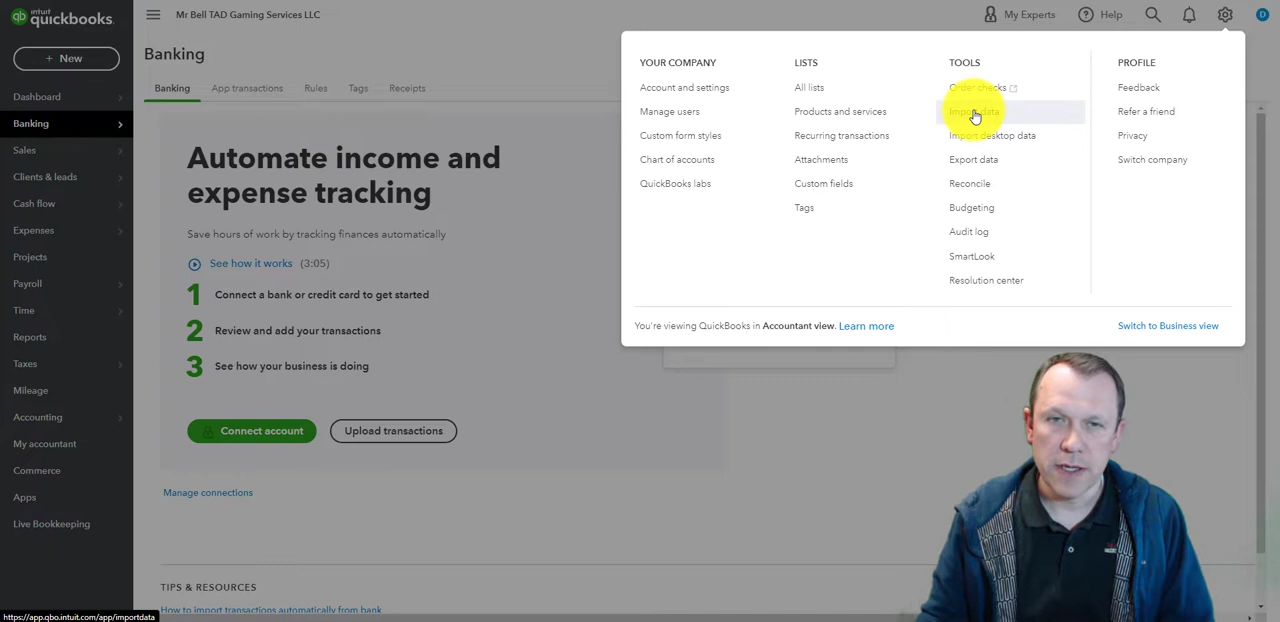 intuit
quickbooks.
Mr Bell TAD Gaming Services LLC
My Experts
Help
D
+ New
Dashboard
Banking
Sales
Clients & leads
Cash flow
Expenses
Projects
Payroll
Time
Reports
Taxes
Mileage
Accounting
My accountant
Commerce
Apps
Live Bookkeeping
Banking
Banking App transactions Rules Tags Receipts
Automate income and
expense tracking
Save hours of work by tracking finances automatically
See how it works (3:05)
1 Connect a bank or credit card to get started
2 Review and add your transactions
3 See how your business is doing
Connect account
Upload transactions
Manage connections
TIPS & RESOURCES
How to import transactions automatically from bank
YOUR COMPANY
Account and settings
Manage users
Custom form styles
Chart of accounts
QuickBooks labs
LISTS
All lists
Products and services
Recurring transactions
Attachments
Custom fields
Tags
TOOLS
Order checks
Import data
Import desktop data
Export data
Reconcile
Budgeting
Audit log
SmartLook
Resolution center
PROFILE
Feedback
Refer a friend
Privacy
Switch company
You're viewing QuickBooks in Accountant view. Learn more
Switch to Business view
https://app.qbo.intuit.com/app/importdata